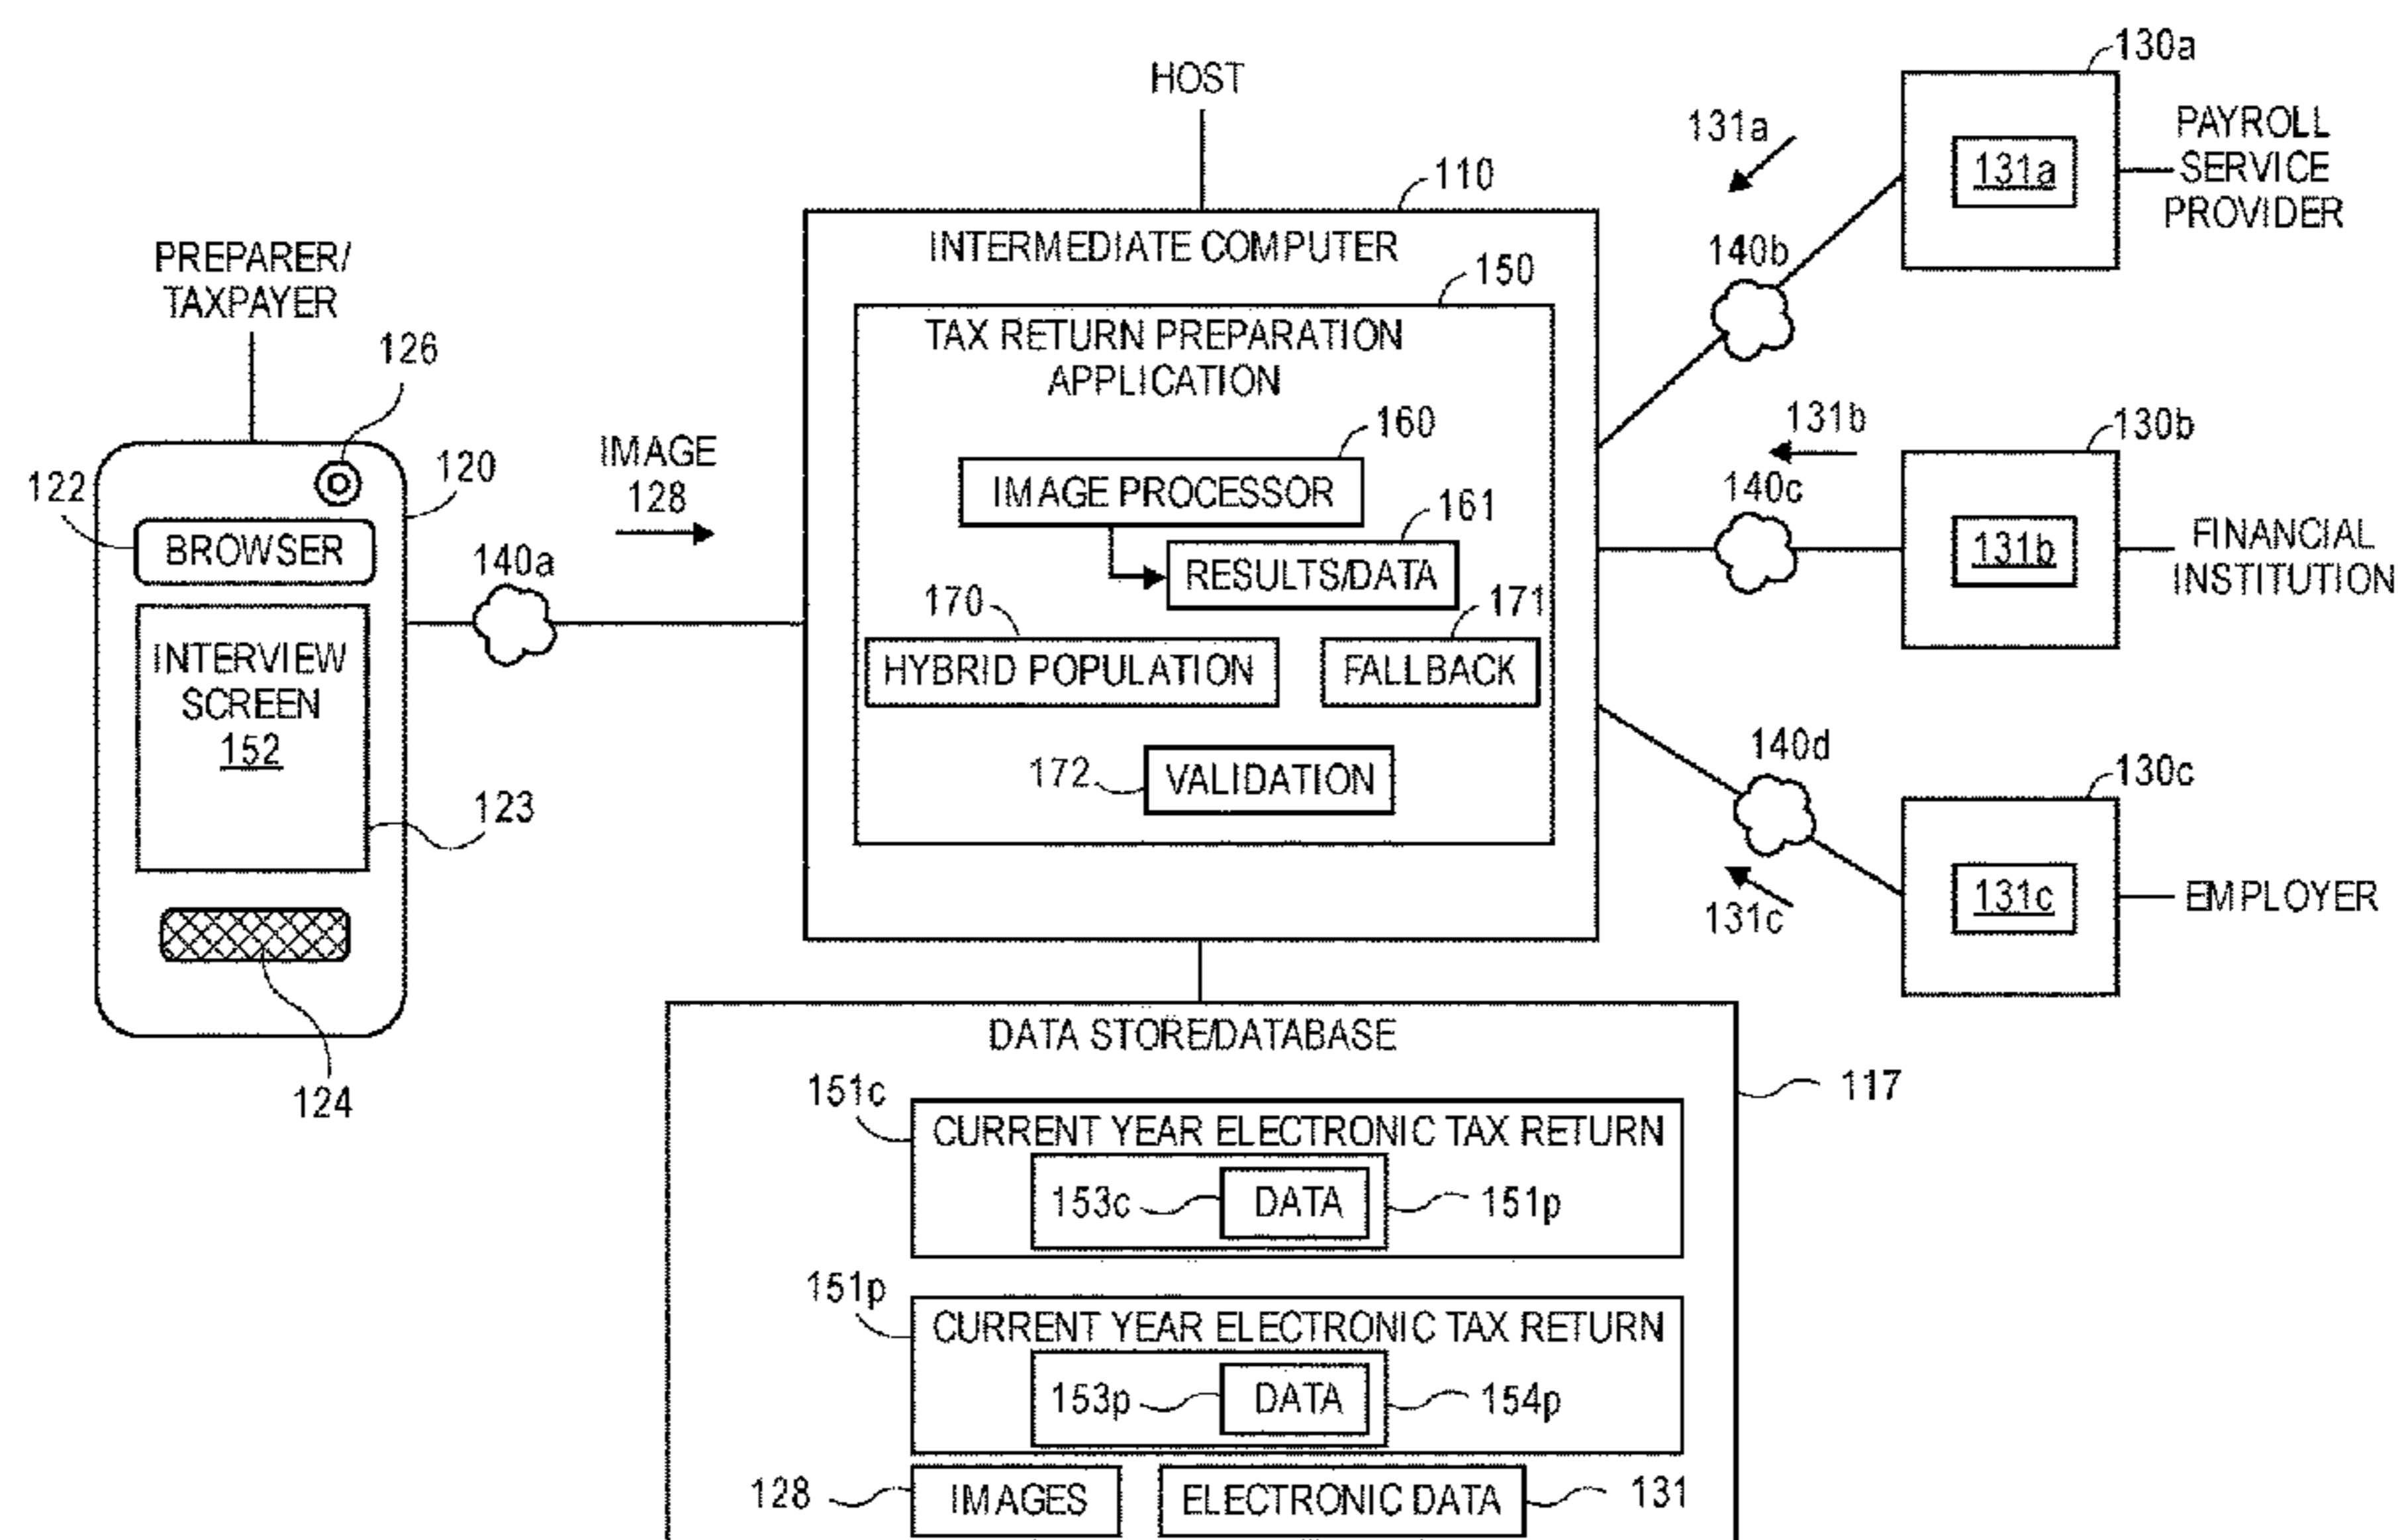 130a
HOST
PAYROLL
SERVICE
PROVIDER
131a
131a
110
INTERMEDIATE COMPUTER
PREPARER/
TAXPAYER
140b
150
TAX RETURN PREPARATION
APPLICATION
126
160
131b
130b
IMAGE
128
120
122
IMAGE PROCESSOR
140c
161
BROWSER
FINANCIAL
INSTITUTION
131b
140a
RESULTS/DATA
170
171
INTERVIEW
SCREEN
152
HYBRID POPULATION
FALLBACK
140d
172
VALIDATION
130c
123
131c
131c
EMPLOYER
DATA STORE/DATABASE
124
151c
117
CURRENT YEAR ELECTRONIC TAX RETURN
153c
DATA
151p
151p
CURRENT YEAR ELECTRONIC TAX RETURN
153p
DATA
154p
128
IMAGES
ELECTRONIC DATA
131